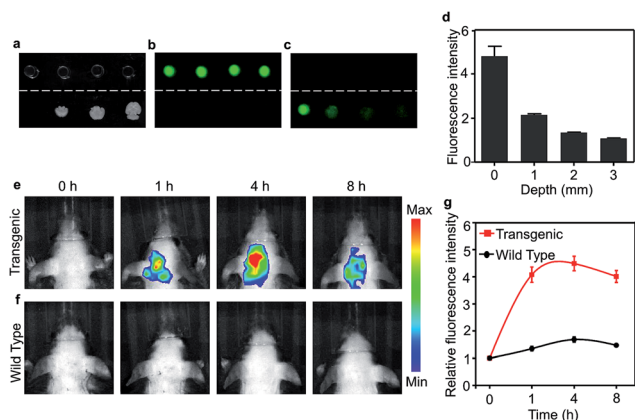 a
b
c
d
Fluorescence intensity
6
4
2
0
0 1 2 3
Depth (mm)
e
0 h 1 h 4 h 8 h
Transgenic
f
Wild Type
Max
Min
g
Transgenic
Wild Type
Relative fluorescence intensity
6
5
4
3
2
1
0
0 1 4 8
Time (h)